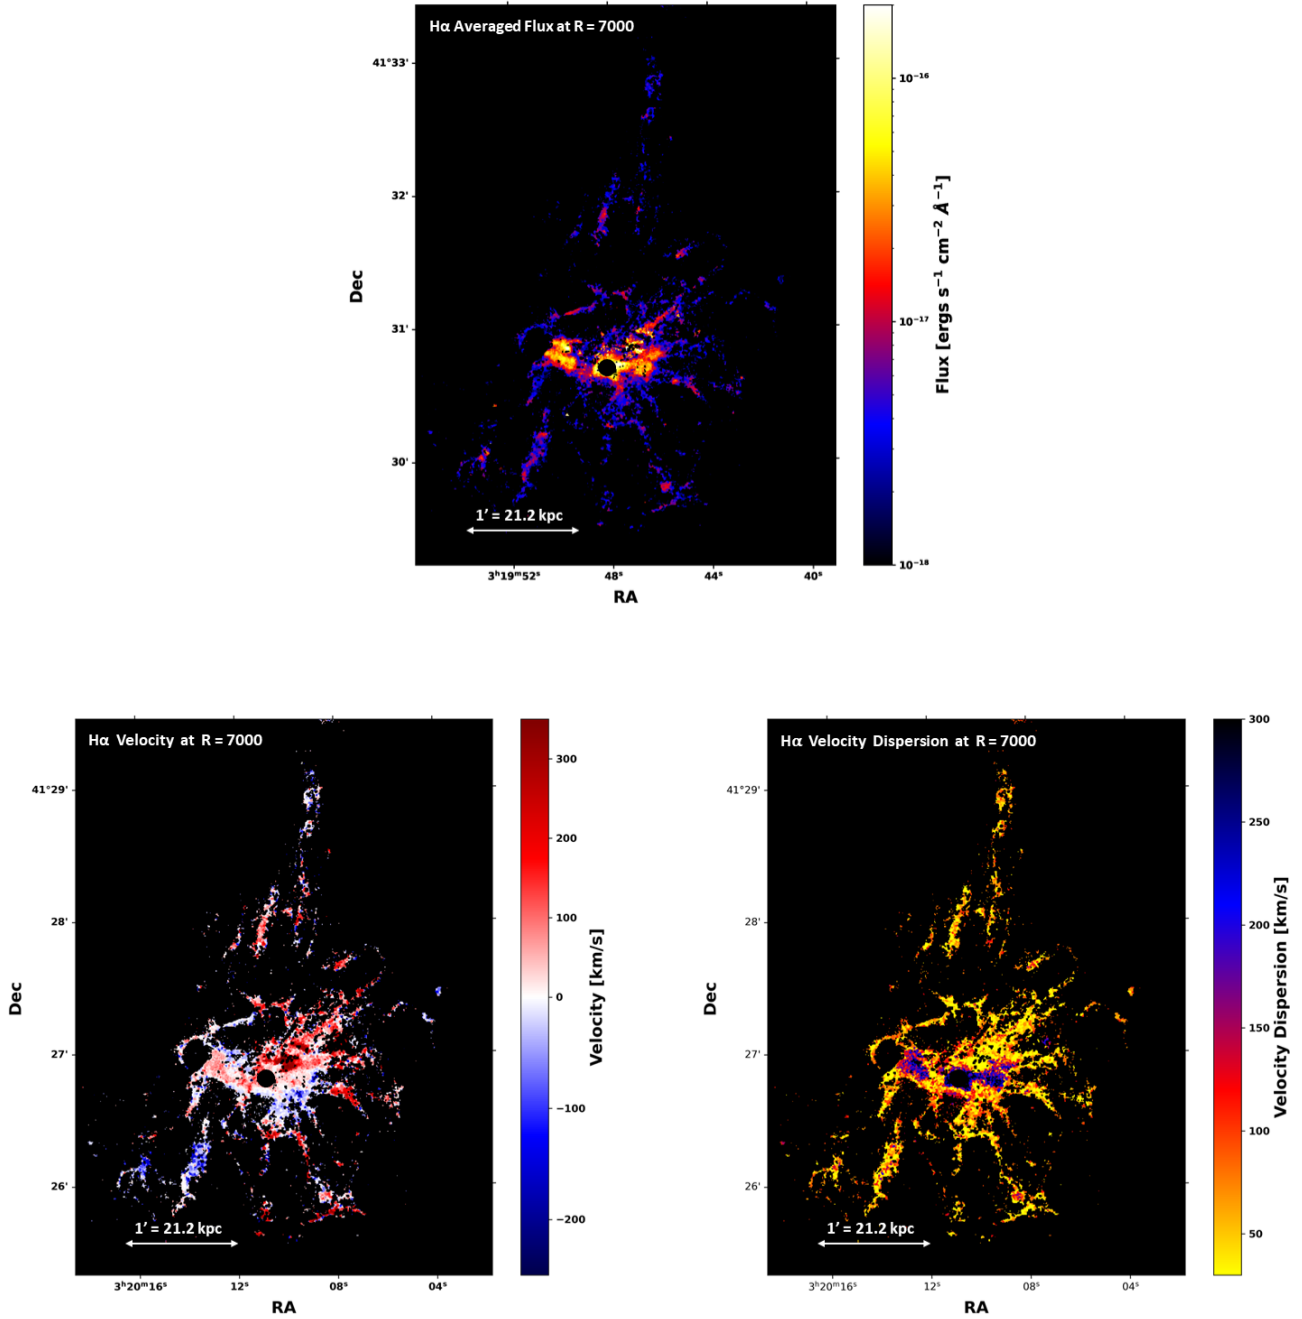 Hα Averaged Flux at R = 7000
41°33'
32'
31'
30'
Dec
1′ = 21.2 kpc
3ʰ19ᵐ52ˢ
48ˢ
44ˢ
40ˢ
RA
10⁻¹⁶
10⁻¹⁷
10⁻¹⁸
Flux [ergs s⁻¹ cm⁻² Å⁻¹]
Hα Velocity at R = 7000
41°29'
28'
27'
26'
Dec
1′ = 21.2 kpc
3ʰ20ᵐ16ˢ
12ˢ
08ˢ
04ˢ
RA
300
200
100
0
−100
−200
Velocity [km/s]
Hα Velocity Dispersion at R = 7000
41°29'
28'
27'
26'
Dec
1′ = 21.2 kpc
3ʰ20ᵐ16ˢ
12ˢ
08ˢ
04ˢ
RA
300
250
200
150
100
50
Velocity Dispersion [km/s]